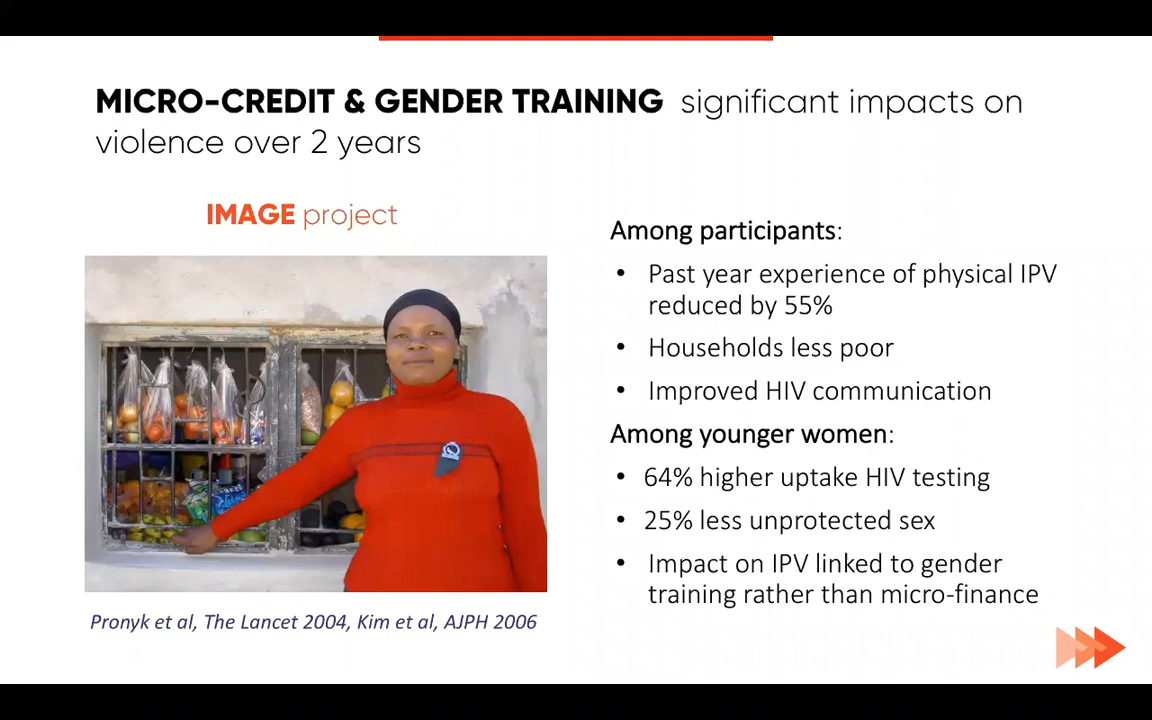 MICRO-CREDIT & GENDER TRAINING significant impacts on
violence over 2 years
IMAGE project
Among participants:
• Past year experience of physical IPV
reduced by 55%
• Households less poor
• Improved HIV communication
Among younger women:
• 64% higher uptake HIV testing
• 25% less unprotected sex
• Impact on IPV linked to gender
training rather than micro-finance
Pronyk et al, The Lancet 2004, Kim et al, AJPH 2006